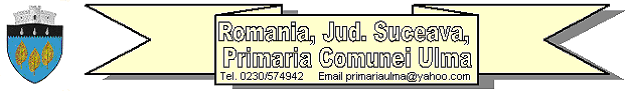 Romania, Jud. Suceava,
Primaria Comunei Ulma
Tel. 0230/574942 Email primariaulma@yahoo.com